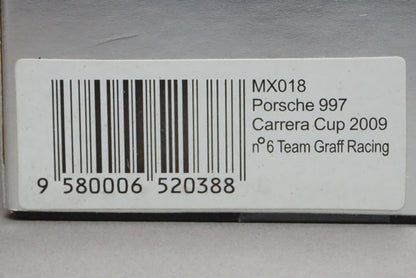 MX018
Porsche 997
Carrera Cup 2009
n° 6 Team Graff Racing
9 580006 520388